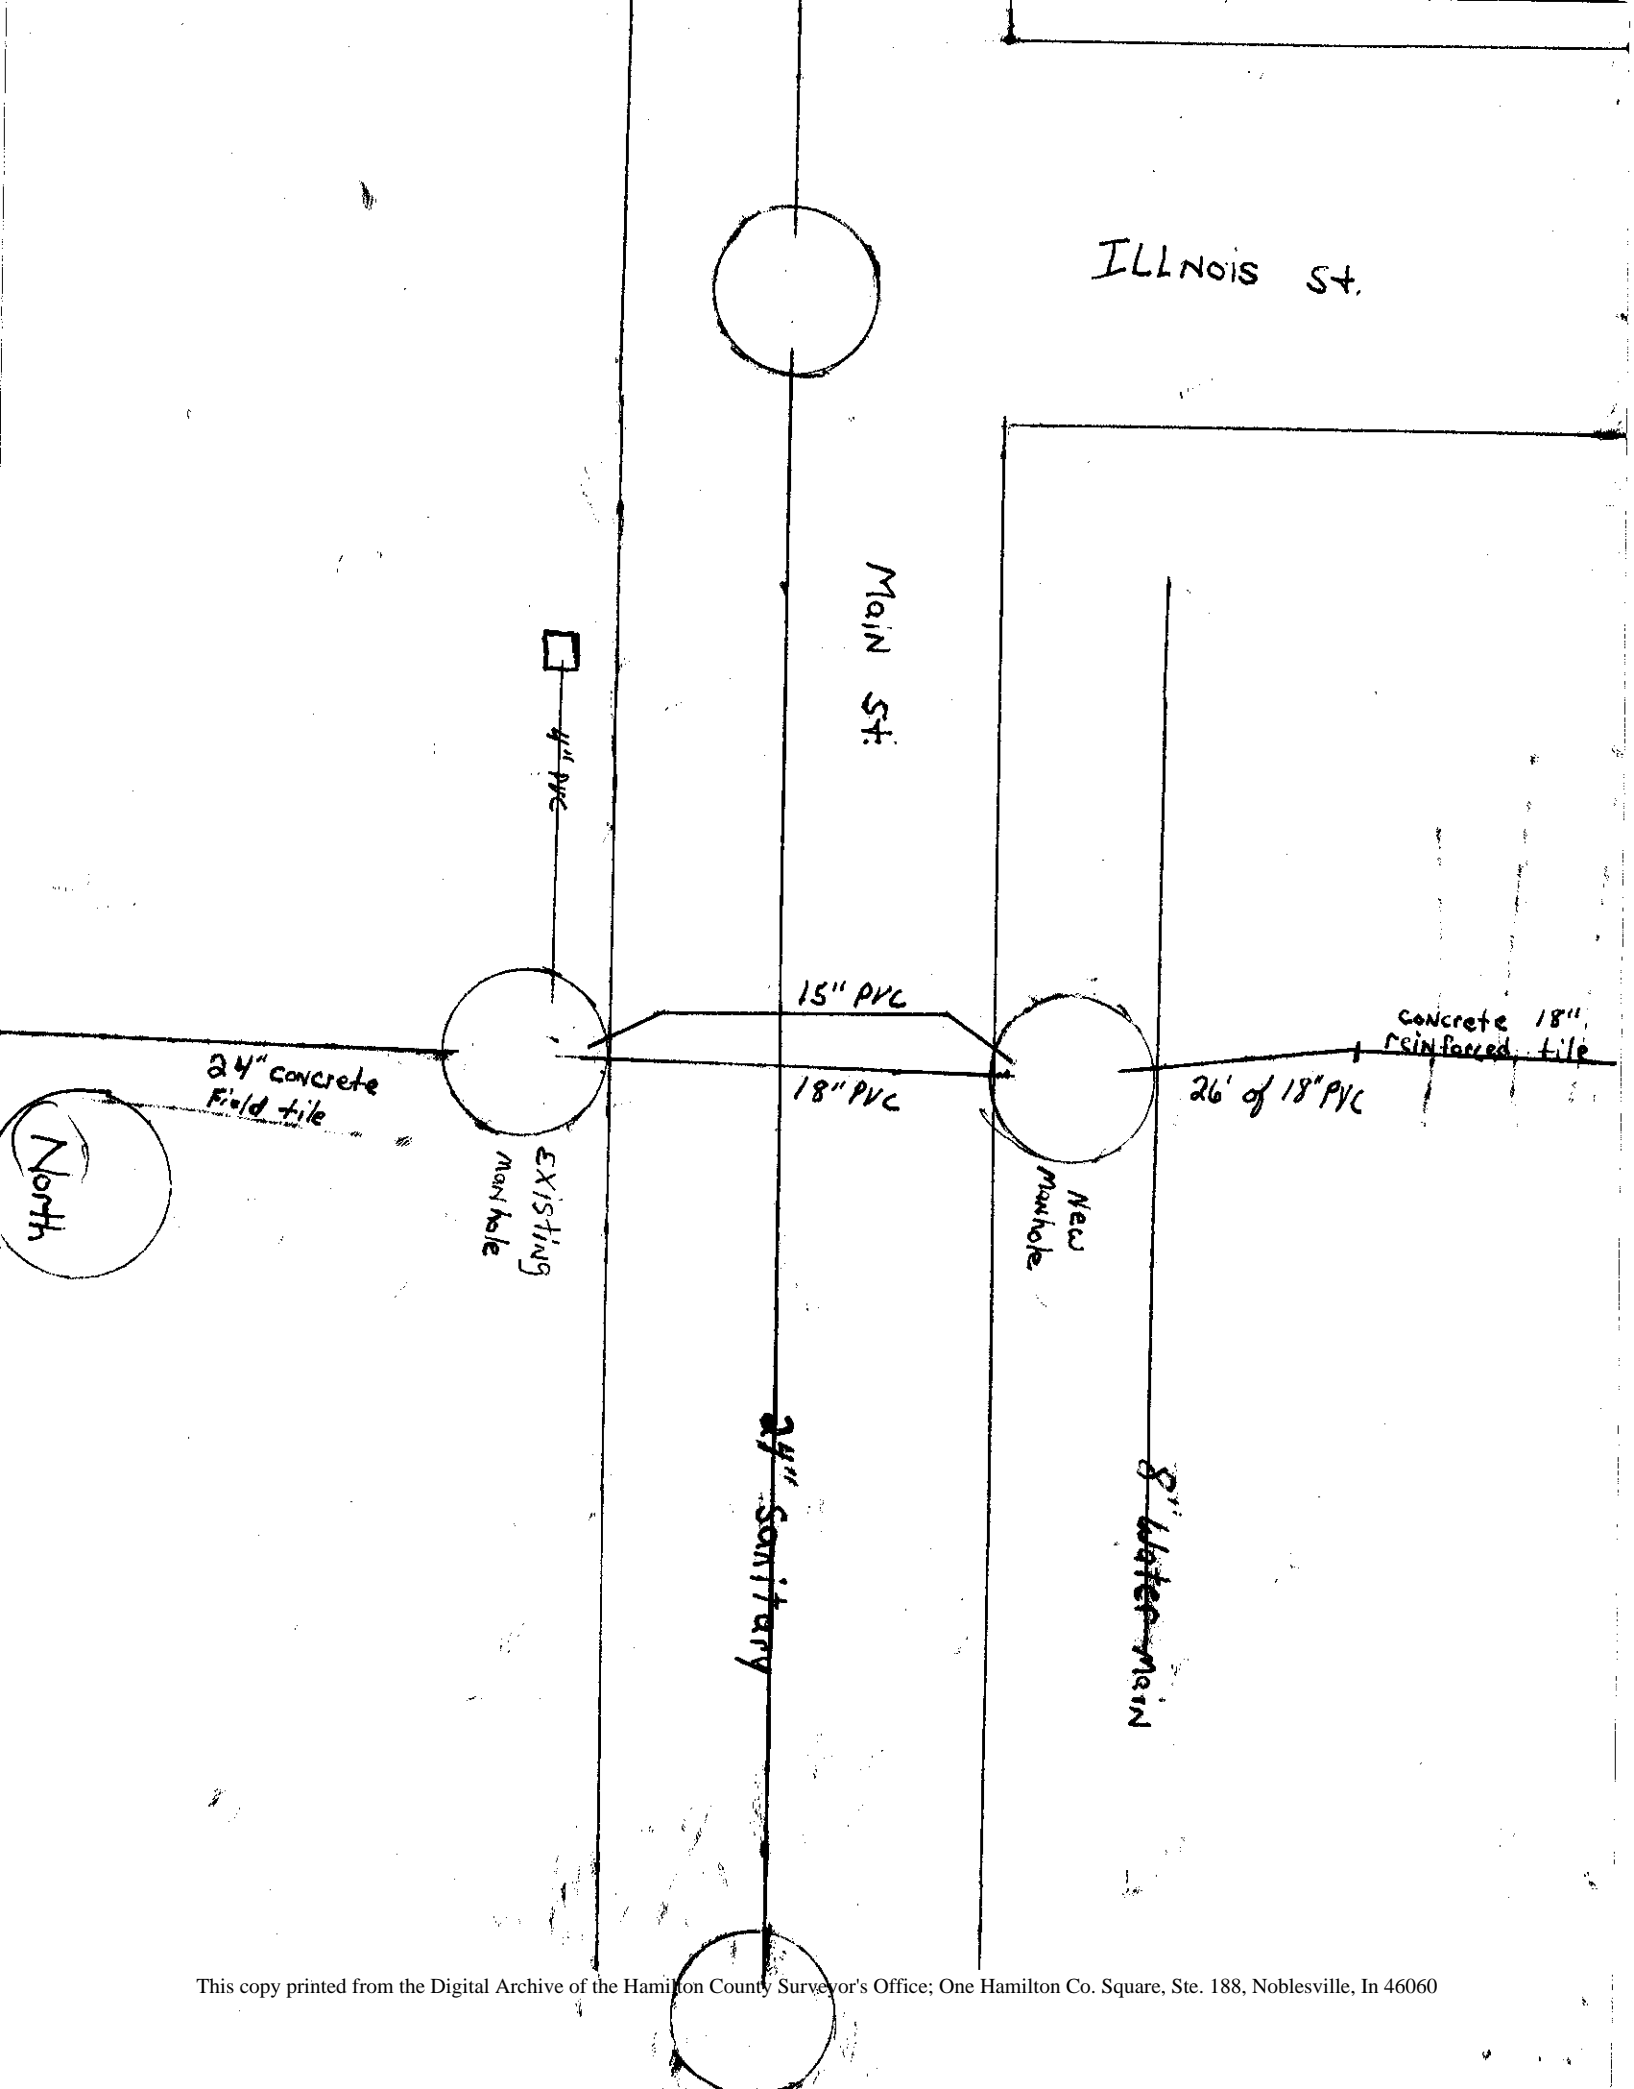 ILLNois St.
Main St.
4" PVC
15" PVC
18" PVC
concrete 18"
reinforced tile
26' of 18" PVC
24" concrete
Field tile
North
Existing
Manhole
New
Manhole
24" Sanitary
8" Water Main
This copy printed from the Digital Archive of the Hamilton County Surveyor's Office; One Hamilton Co. Square, Ste. 188, Noblesville, In 46060